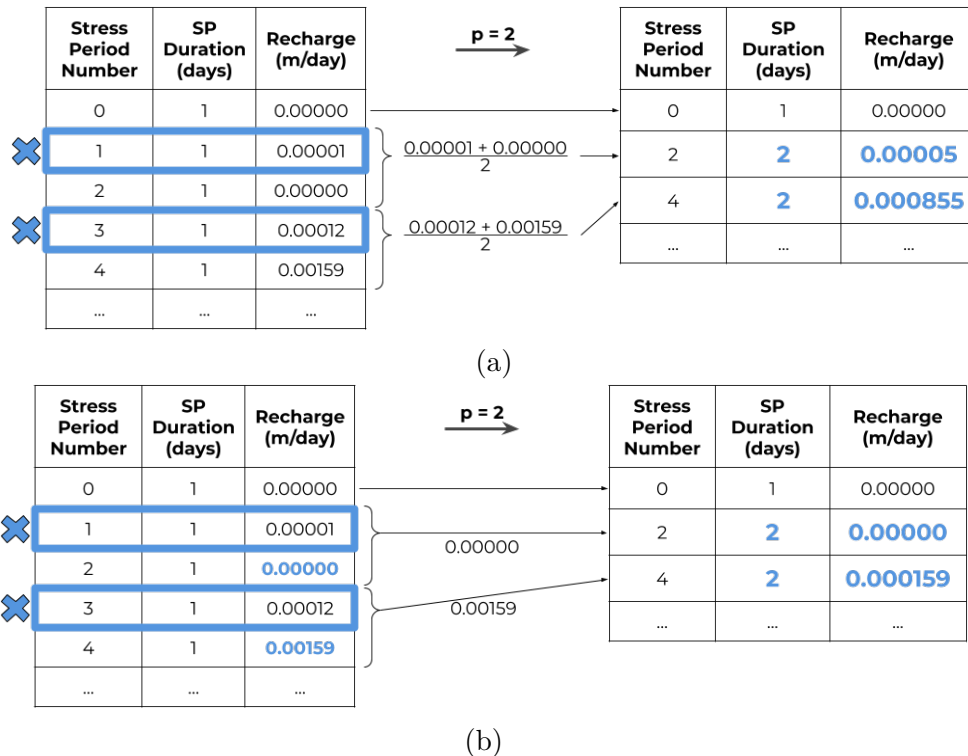 Stress Period Number SP Duration (days) Recharge (m/day)
0 1 0.00000
1 1 0.00001
2 1 0.00000
3 1 0.00012
4 1 0.00159
... ... ...
p = 2
0.00001 + 0.00000
2
0.00012 + 0.00159
2
Stress Period Number SP Duration (days) Recharge (m/day)
0 1 0.00000
2 2 0.00005
4 2 0.000855
... ... ...
(a)
Stress Period Number SP Duration (days) Recharge (m/day)
0 1 0.00000
1 1 0.00001
2 1 0.00000
3 1 0.00012
4 1 0.00159
... ... ...
p = 2
0.00000
0.00159
Stress Period Number SP Duration (days) Recharge (m/day)
0 1 0.00000
2 2 0.00000
4 2 0.000159
... ... ...
(b)